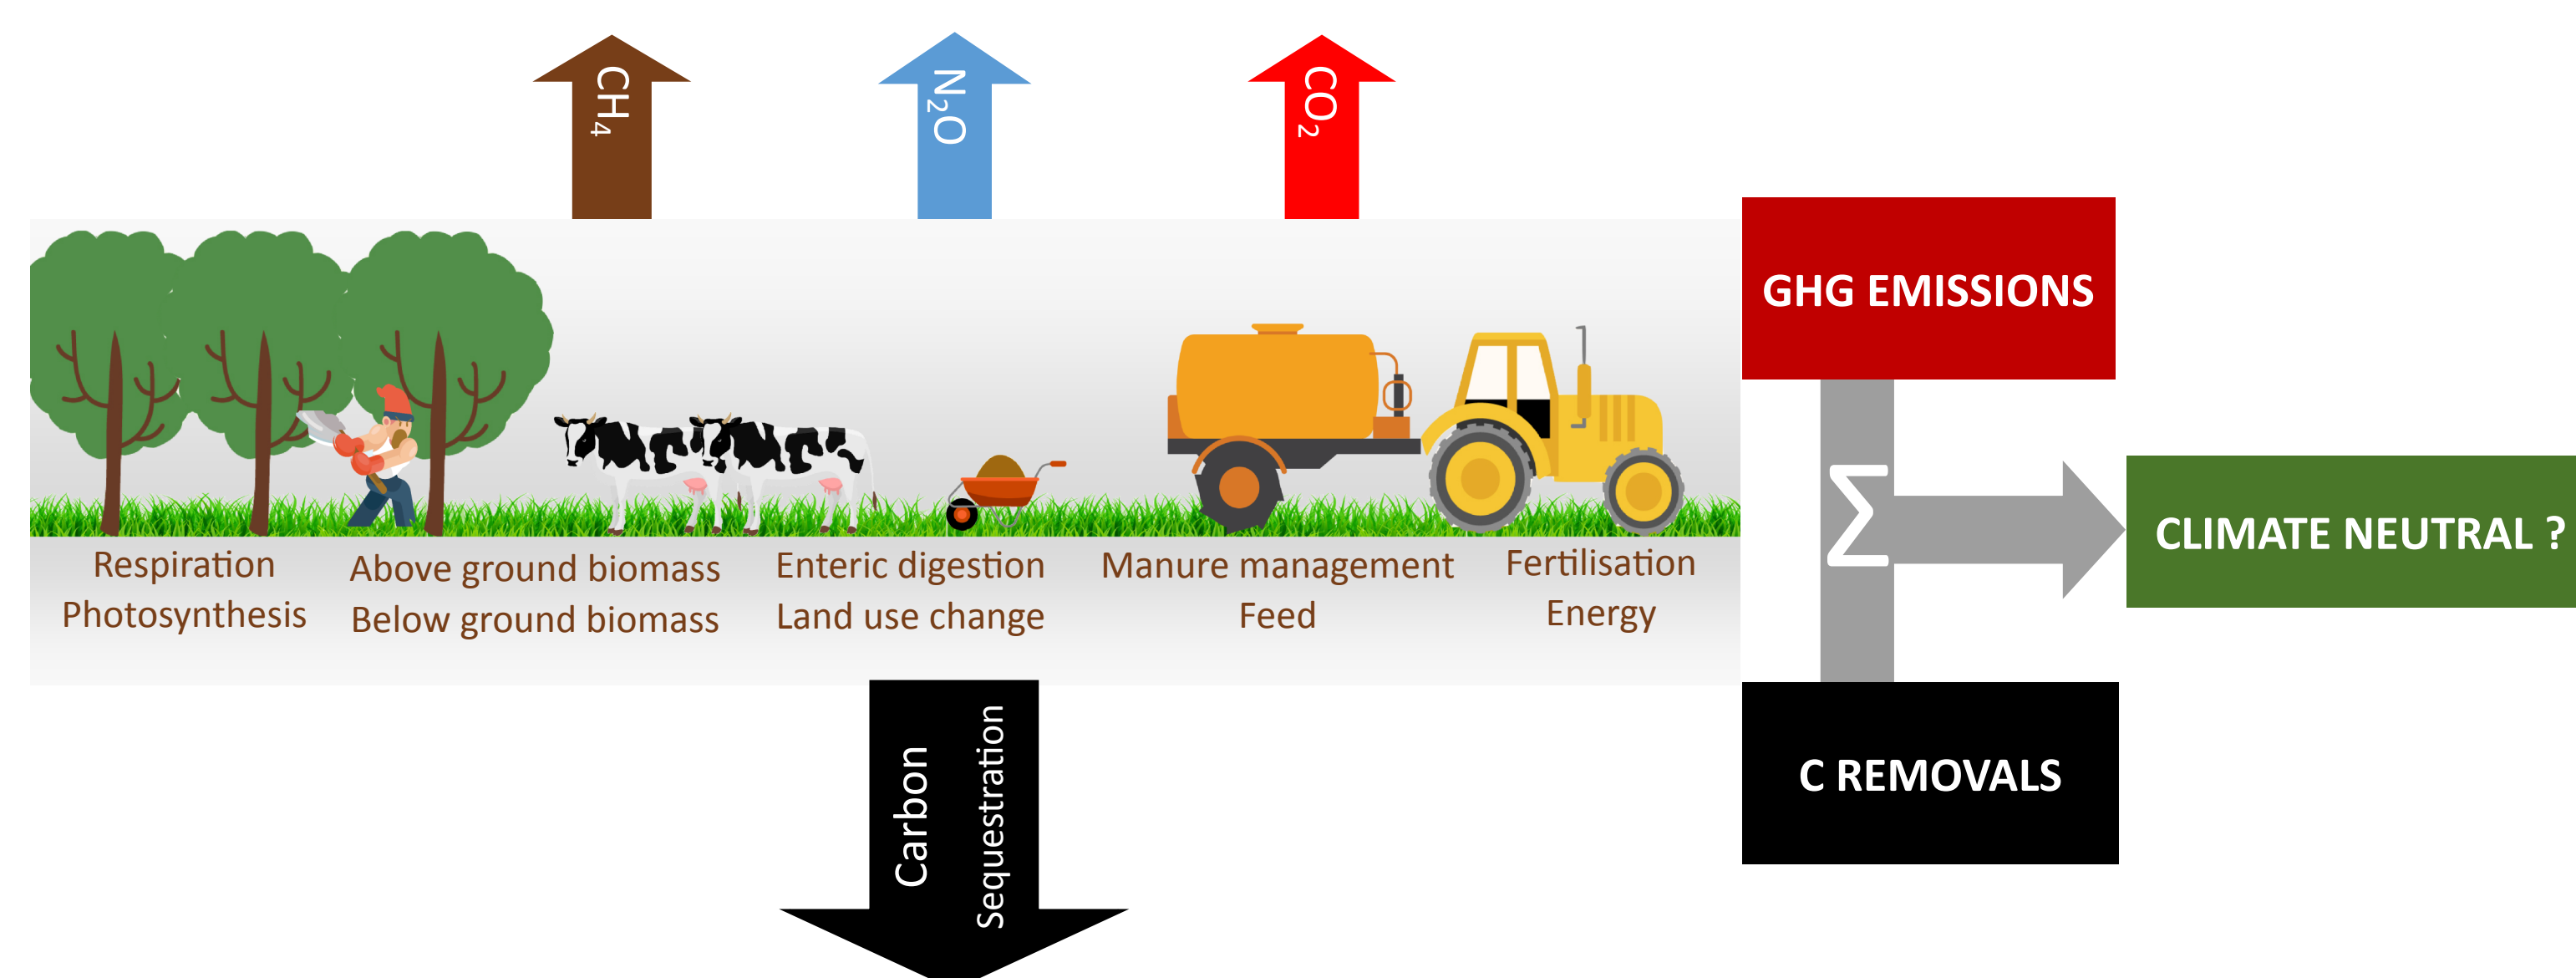 CH₄
N₂O
CO₂
GHG EMISSIONS
Σ
CLIMATE NEUTRAL ?
Respiration
Photosynthesis
Above ground biomass
Below ground biomass
Enteric digestion
Land use change
Manure management
Feed
Fertilisation
Energy
Carbon
Sequestration
C REMOVALS